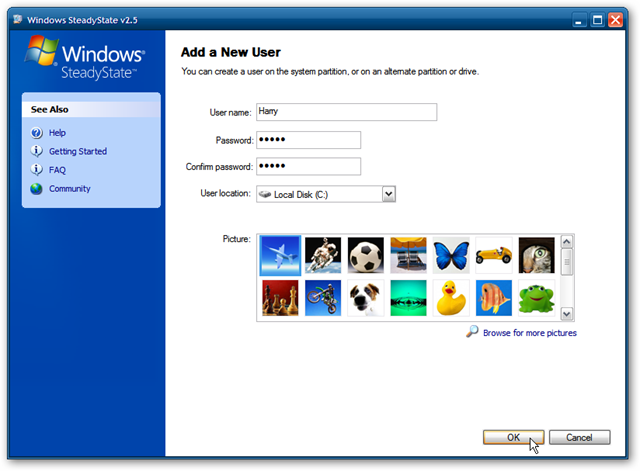 Windows SteadyState v2.5
Windows®
SteadyState™
See Also
Help
Getting Started
FAQ
Community
Add a New User
You can create a user on the system partition, or on an alternate partition or drive.
User name: Harry
Password: •••••
Confirm password: •••••
User location: Local Disk (C:)
Picture:
Browse for more pictures
OK Cancel